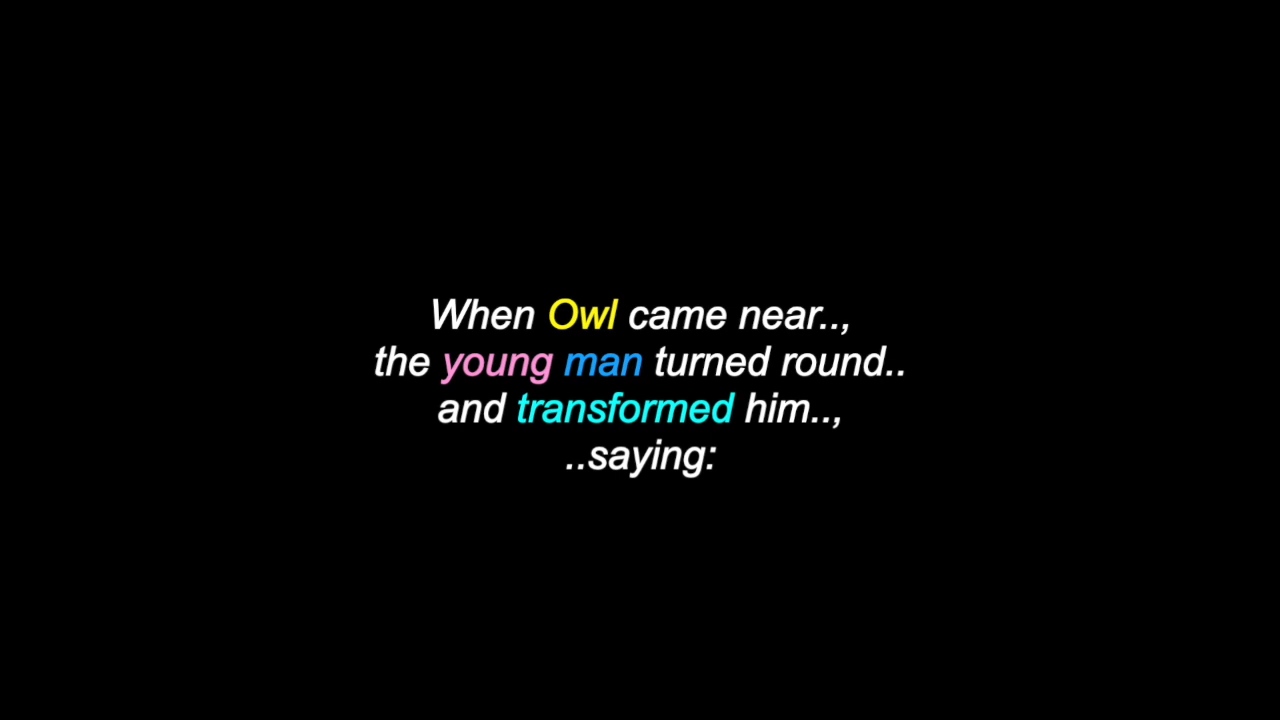 When Owl came near..,
the young man turned round..
and transformed him..,
..saying: